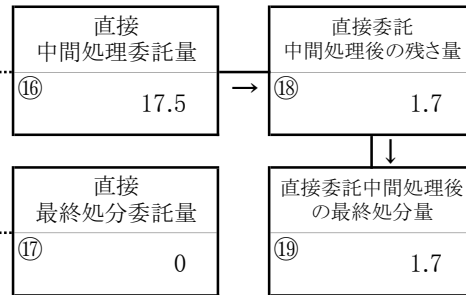 直接
中間処理委託量
⑯
17.5
→
直接委託
中間処理後の残さ量
⑱
1.7
↓
直接
最終処分委託量
⑰
0
直接委託中間処理後
の最終処分量
⑲
1.7